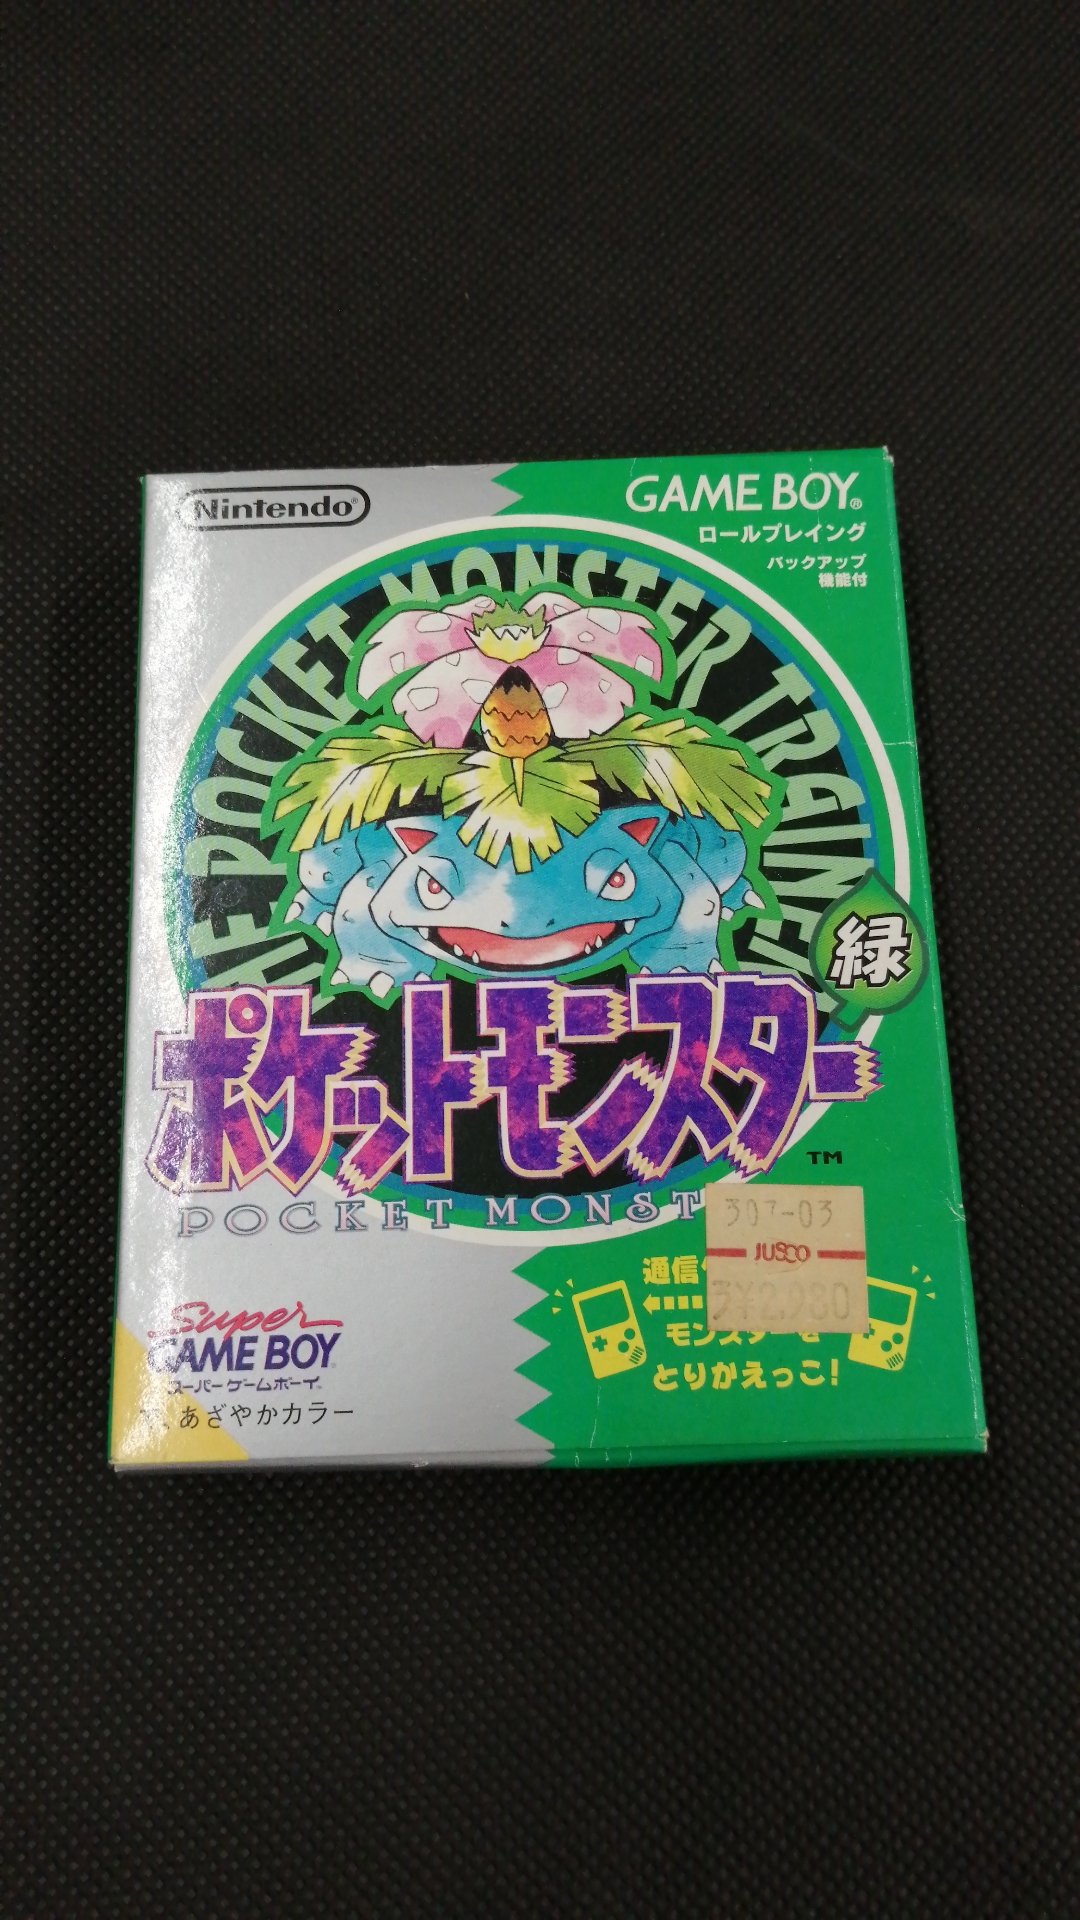 Nintendo®
GAME BOY®
ロールプレイング
バックアップ
機能付
THE POCKET MONSTER TRAINER
緑
ポケットモンスター
TM
POCKET MONST
307-03
JUSCO
通信
モンスターを
とりかえっこ!
Super
GAME BOY
スーパーゲームボーイ
あざやかカラー